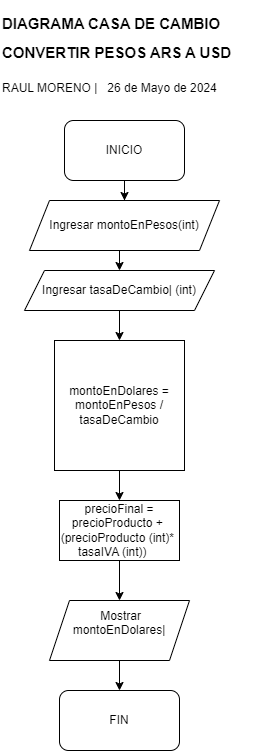 DIAGRAMA CASA DE CAMBIO
CONVERTIR PESOS ARS A USD
RAUL MORENO | 26 de Mayo de 2024
INICIO
Ingresar montoEnPesos(int)
Ingresar tasaDeCambio| (int)
montoEnDolares =
montoEnPesos /
tasaDeCambio
precioFinal =
precioProducto +
(precioProducto (int)*
tasaIVA (int))
Mostrar
montoEnDolares|
FIN